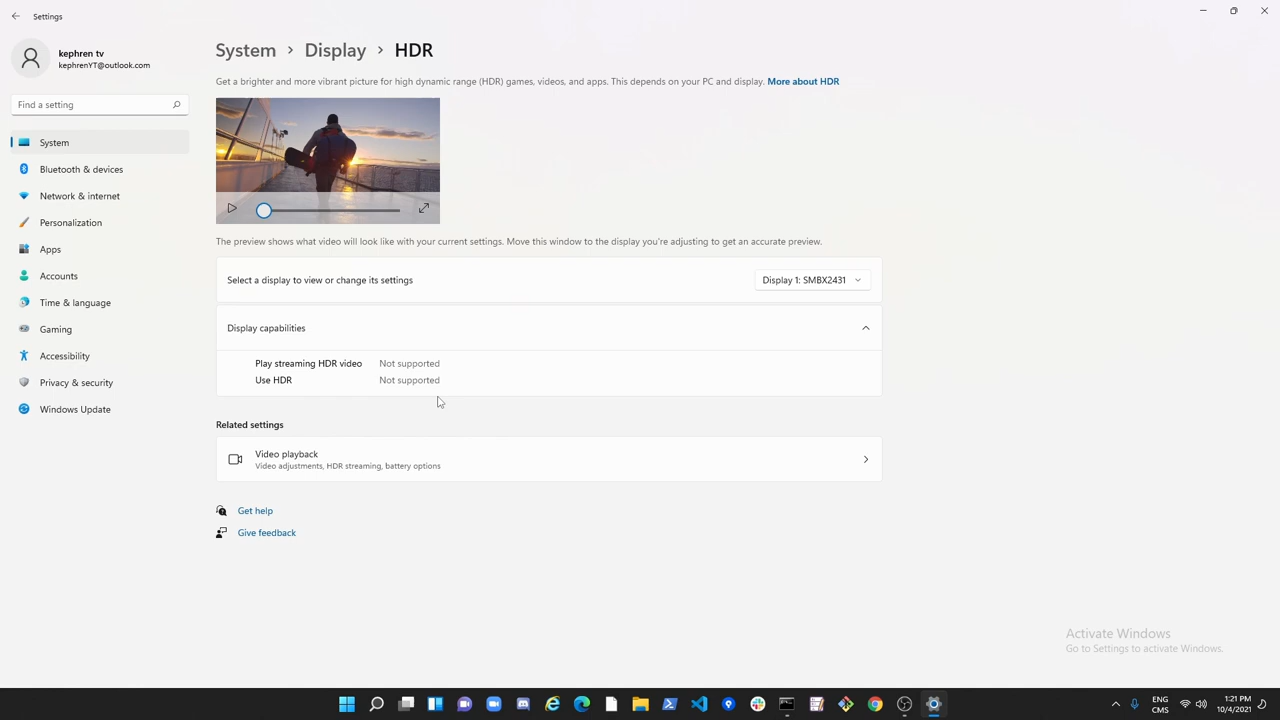 Settings
kephren tv
kephrenYT@outlook.com
Find a setting
System
Bluetooth & devices
Network & internet
Personalization
Apps
Accounts
Time & language
Gaming
Accessibility
Privacy & security
Windows Update
System > Display > HDR
Get a brighter and more vibrant picture for high dynamic range (HDR) games, videos, and apps. This depends on your PC and display. More about HDR
The preview shows what video will look like with your current settings. Move this window to the display you're adjusting to get an accurate preview.
Select a display to view or change its settings
Display 1: SMBX2431
Display capabilities
Play streaming HDR video Not supported
Use HDR Not supported
Related settings
Video playback
Video adjustments, HDR streaming, battery options
Get help
Give feedback
Activate Windows
Go to Settings to activate Windows.
ENG
CMS
1:21 PM
10/4/2021